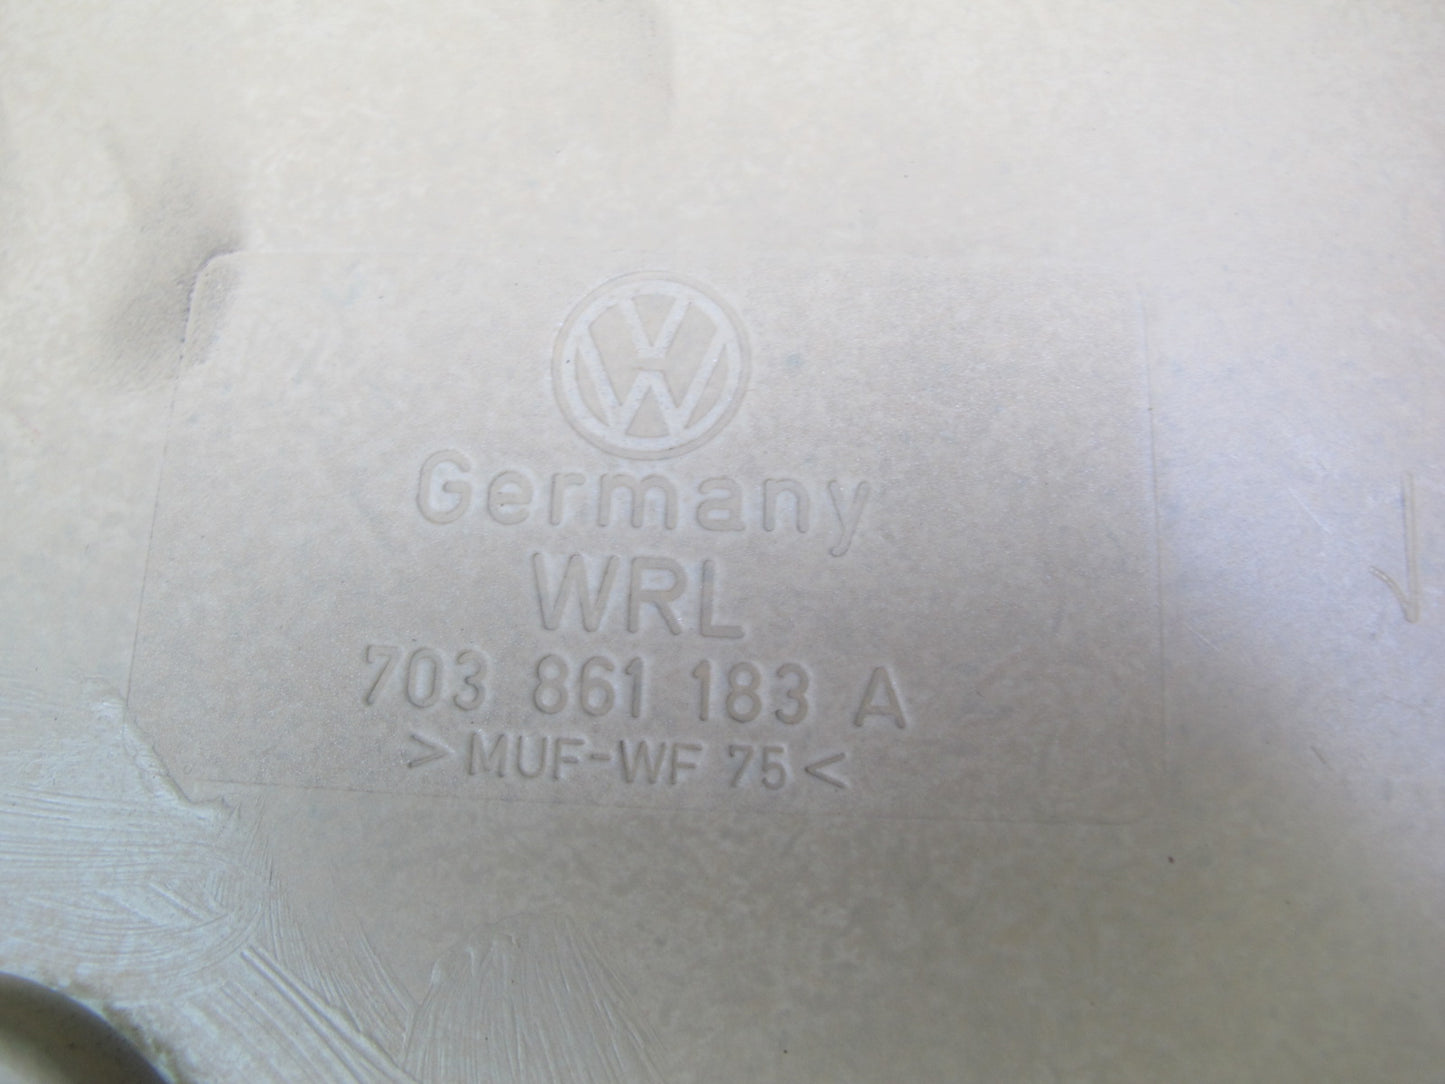 Germany
WRL
703 861 183 A
>MUF-WF 75<